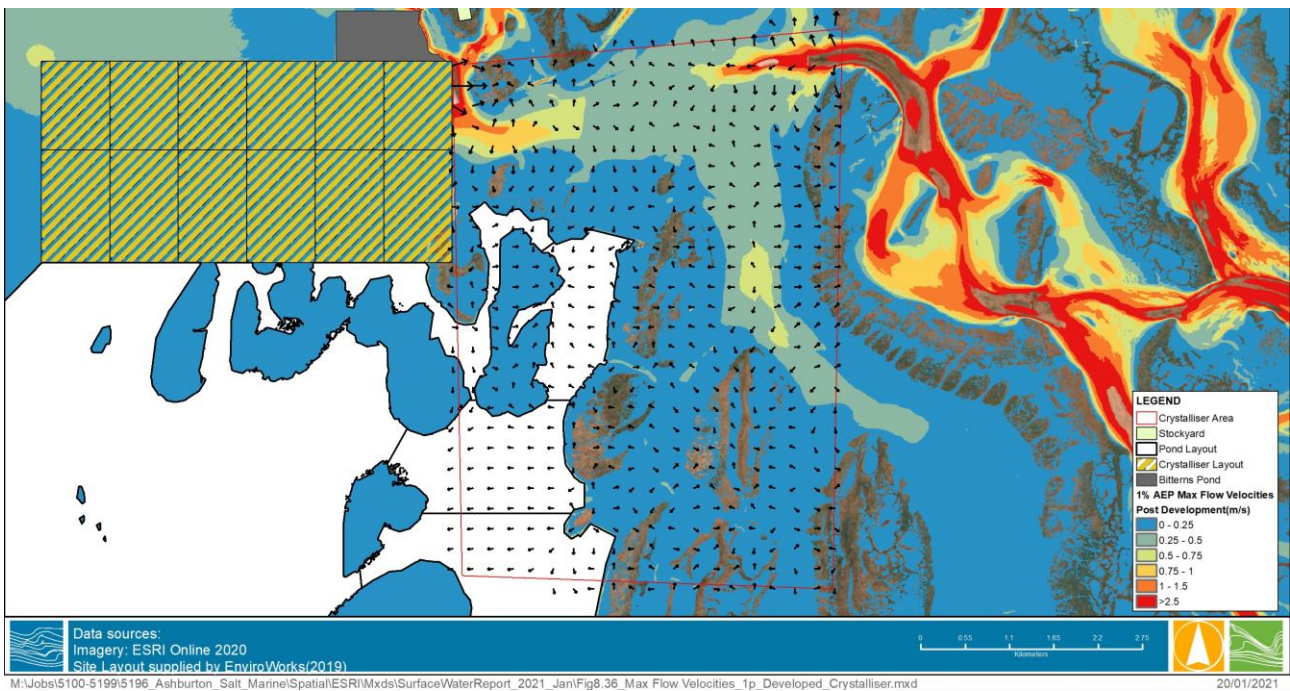 LEGEND
Crystalliser Area
Stockyard
Pond Layout
Crystalliser Layout
Bitterns Pond
1% AEP Max Flow Velocities
Post Development(m/s)
0 - 0.25
0.25 - 0.5
0.5 - 0.75
0.75 - 1
1 - 1.5
>2.5
Data sources:
Imagery: ESRI Online 2020
Site Layout supplied by EnviroWorks(2019)
0 0.55 1.1 1.65 2.2 2.75
Kilometers
M:\Jobs\5100-5199\5196_Ashburton_Salt_Marine\Spatial\ESRI\Mxds\SurfaceWaterReport_2021_Jan\Fig8.36_Max Flow Velocities_1p_Developed_Crystalliser.mxd
20/01/2021